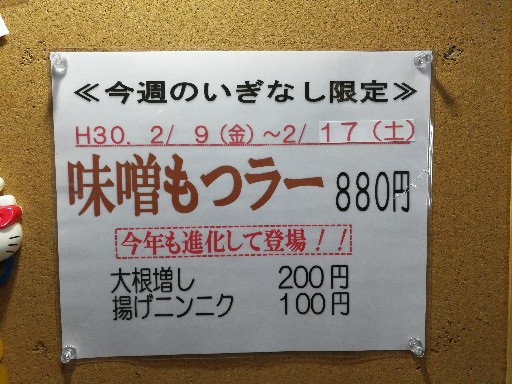 ≪今週のいぎなし限定≫
H30. 2/ 9(金)～2/ 17(土)
味噌もつラー 880円
今年も進化して登場！！
大根増し 200円
揚げニンニク 100円